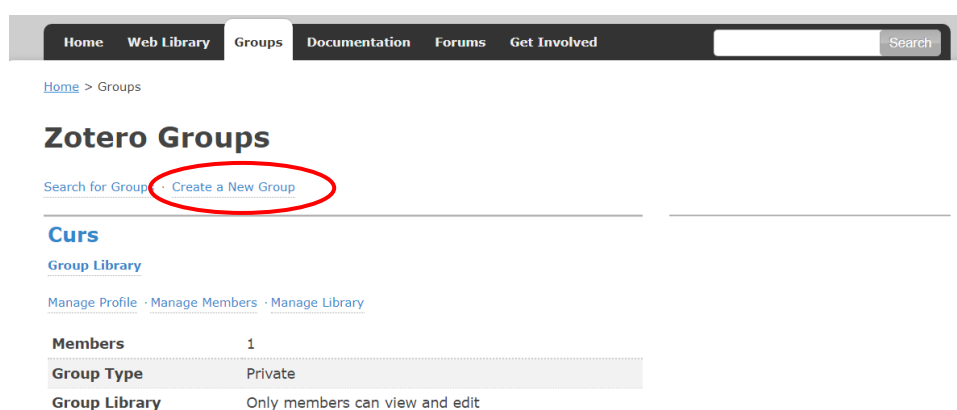 Home Web Library Groups Documentation Forums Get Involved Search
Home > Groups
Zotero Groups
Search for Groups · Create a New Group
Curs
Group Library
Manage Profile · Manage Members · Manage Library
Members 1
Group Type Private
Group Library Only members can view and edit